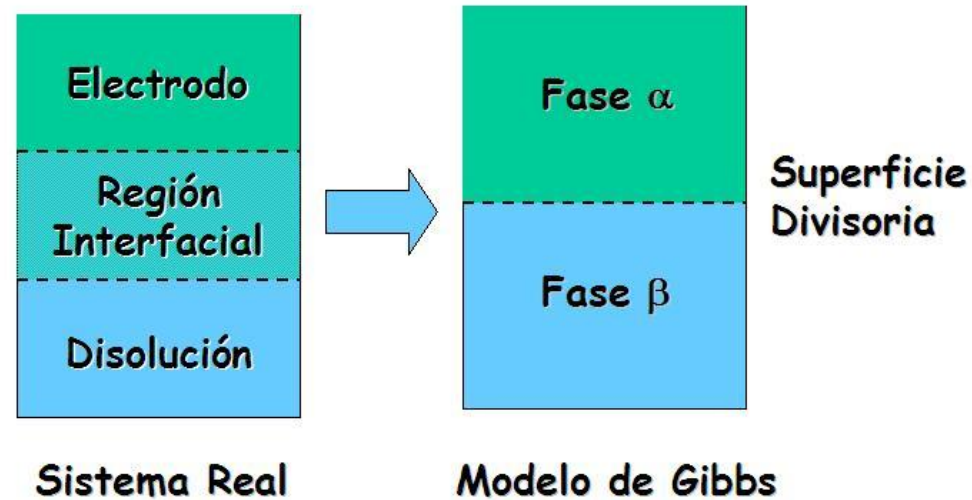 Electrodo
Región
Interfacial
Disolución
Sistema Real
Fase α
Fase β
Superficie
Divisoria
Modelo de Gibbs